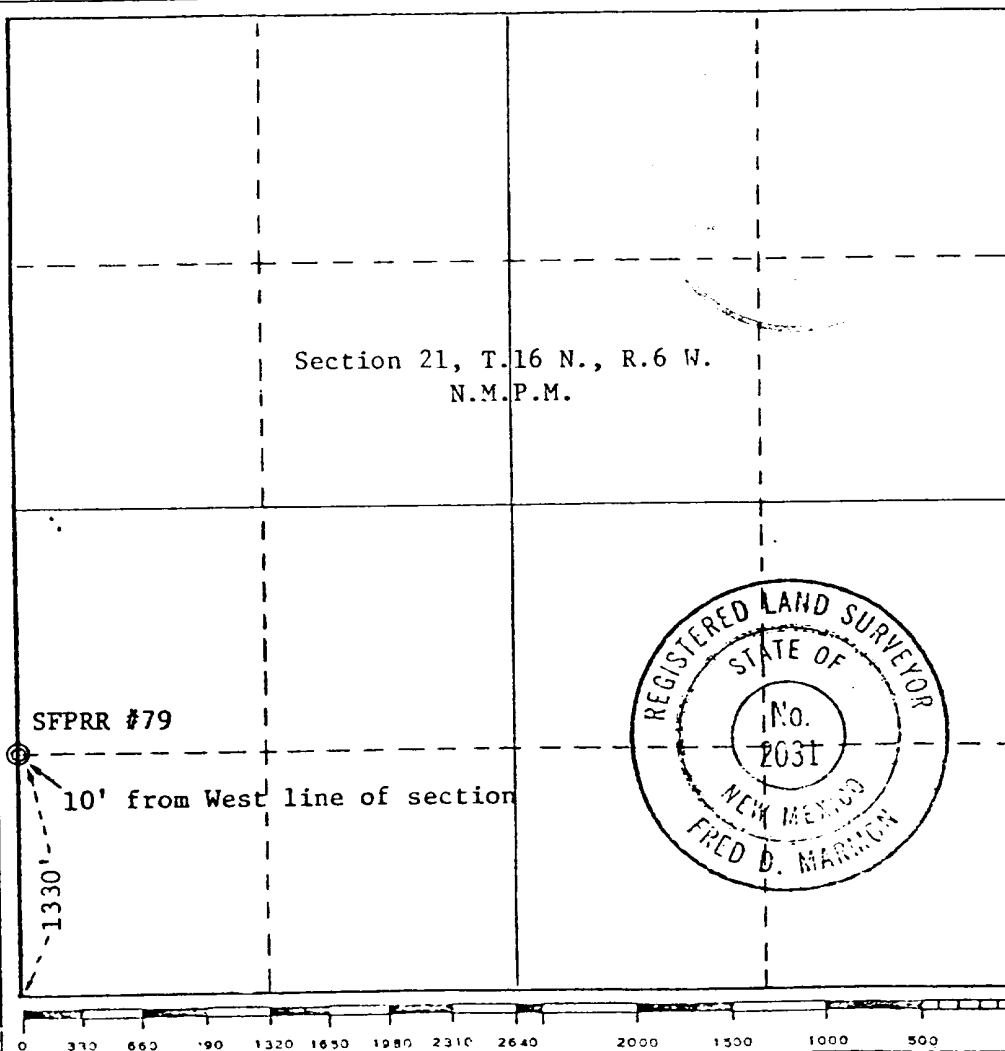 Section 21, T.16 N., R.6 W.
N.M.P.M.
SFPRR #79
10' from West line of section
1330'
REGISTERED LAND SURVEYOR
STATE OF
No.
2031
NEW MEXICO
FRED D. MARMON
0 330 660 '90 1320 1650 1980 2310 2640 2000 1500 1000 500